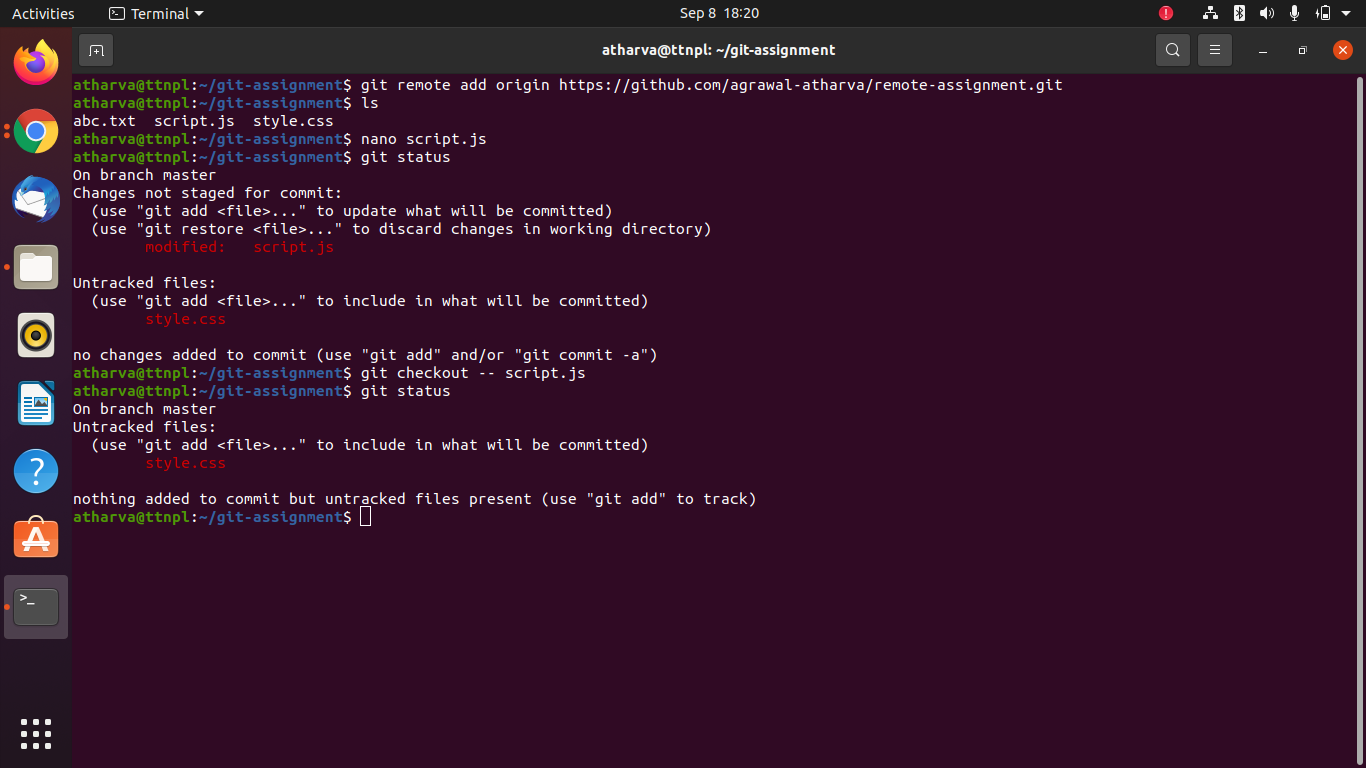 Activities
Terminal
Sep 8 18:20
atharva@ttnpl: ~/git-assignment
atharva@ttnpl:~/git-assignment$ git remote add origin https://github.com/agrawal-atharva/remote-assignment.git
atharva@ttnpl:~/git-assignment$ ls
abc.txt  script.js  style.css
atharva@ttnpl:~/git-assignment$ nano script.js
atharva@ttnpl:~/git-assignment$ git status
On branch master
Changes not staged for commit:
  (use "git add <file>..." to update what will be committed)
  (use "git restore <file>..." to discard changes in working directory)
        modified:   script.js
Untracked files:
  (use "git add <file>..." to include in what will be committed)
        style.css
no changes added to commit (use "git add" and/or "git commit -a")
atharva@ttnpl:~/git-assignment$ git checkout -- script.js
atharva@ttnpl:~/git-assignment$ git status
On branch master
Untracked files:
  (use "git add <file>..." to include in what will be committed)
        style.css
nothing added to commit but untracked files present (use "git add" to track)
atharva@ttnpl:~/git-assignment$